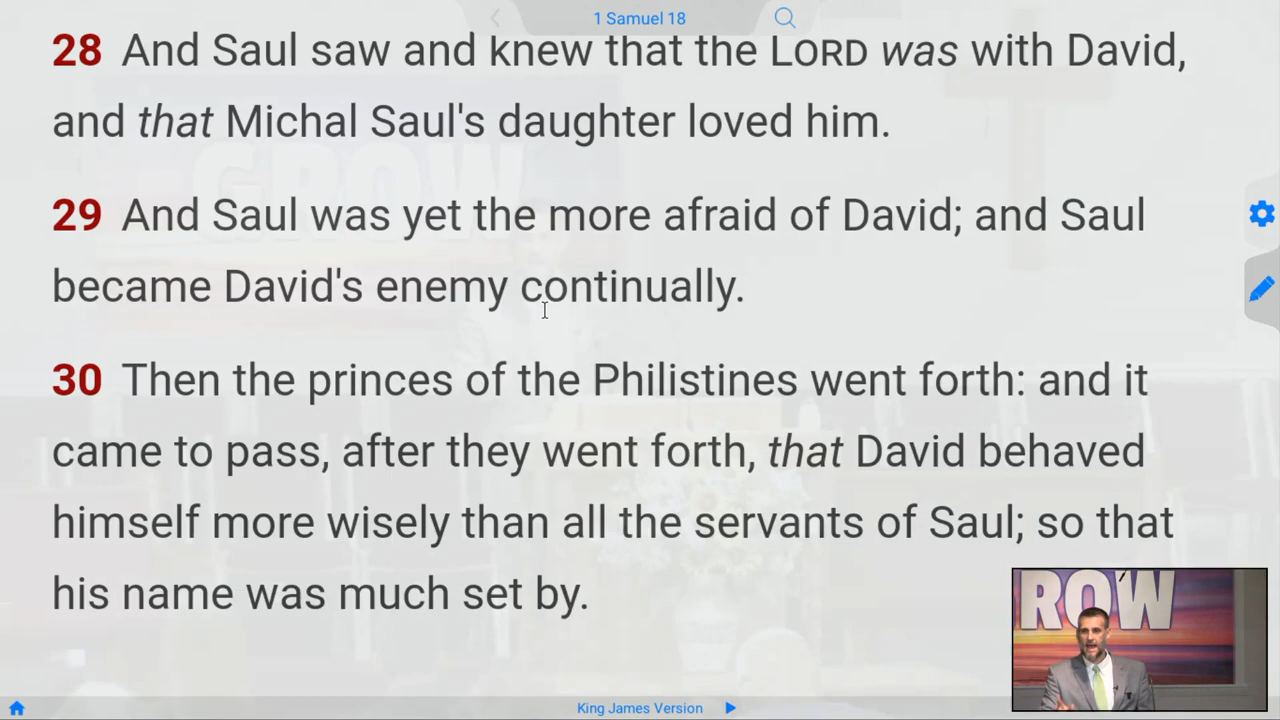 1 Samuel 18
28 And Saul saw and knew that the LORD was with David,
and that Michal Saul's daughter loved him.
29 And Saul was yet the more afraid of David; and Saul
became David's enemy continually.
30 Then the princes of the Philistines went forth: and it
came to pass, after they went forth, that David behaved
himself more wisely than all the servants of Saul; so that
his name was much set by.
ROW
King James Version
GROW